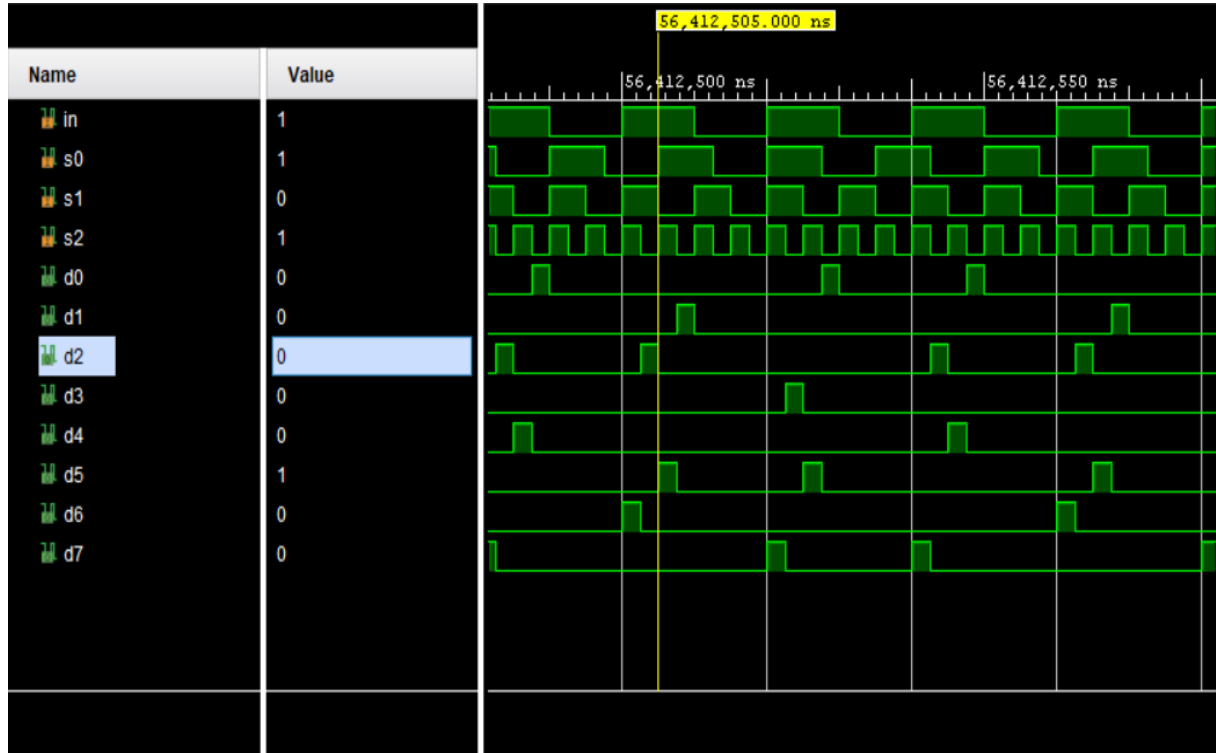 56,412,505.000 ns
Name Value
56,412,500 ns 56,412,550 ns
in 1
s0 1
s1 0
s2 1
d0 0
d1 0
d2 0
d3 0
d4 0
d5 1
d6 0
d7 0